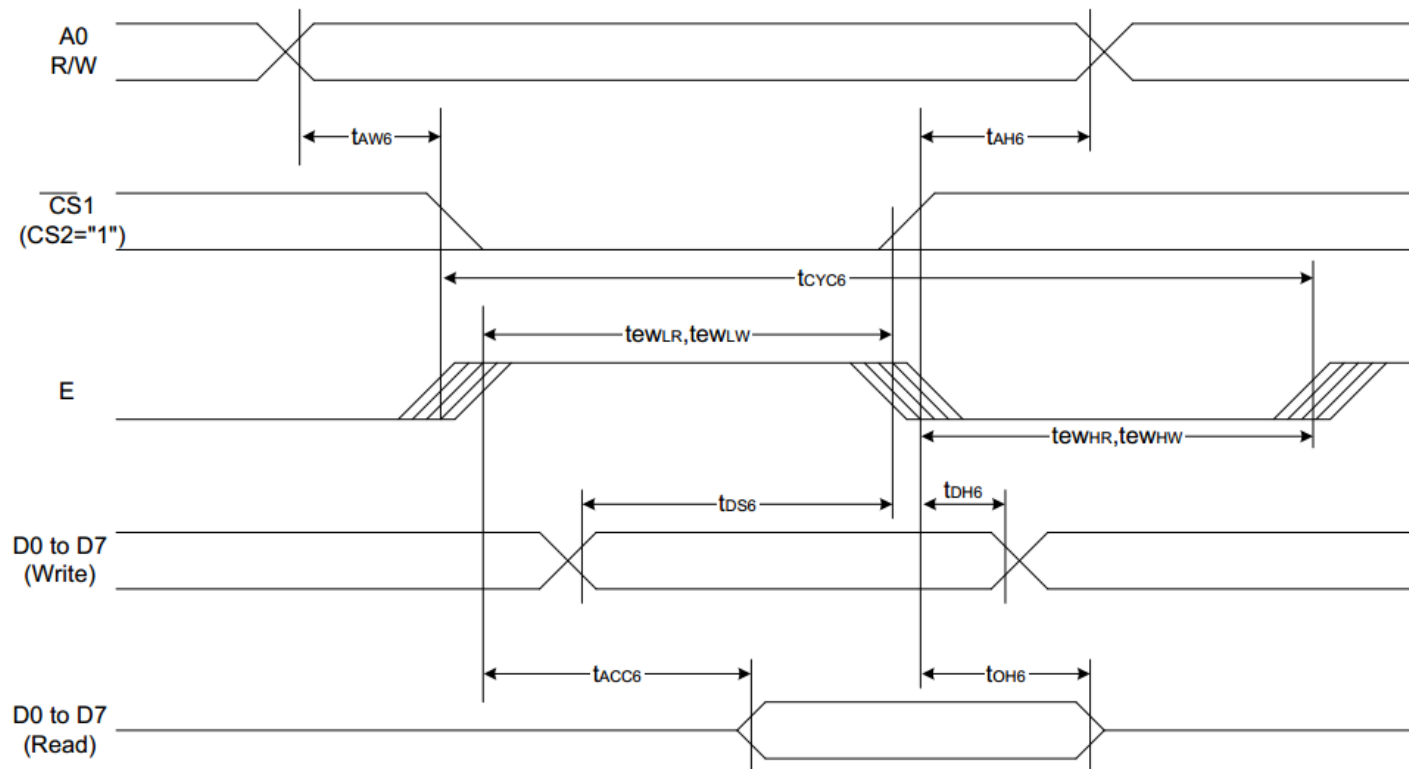 A0
R/W
tAW6
tAH6
CS1
(CS2="1")
tCYC6
tewLR,tewLW
E
tewHR,tewHW
tDS6
tDH6
D0 to D7
(Write)
tACC6
tOH6
D0 to D7
(Read)